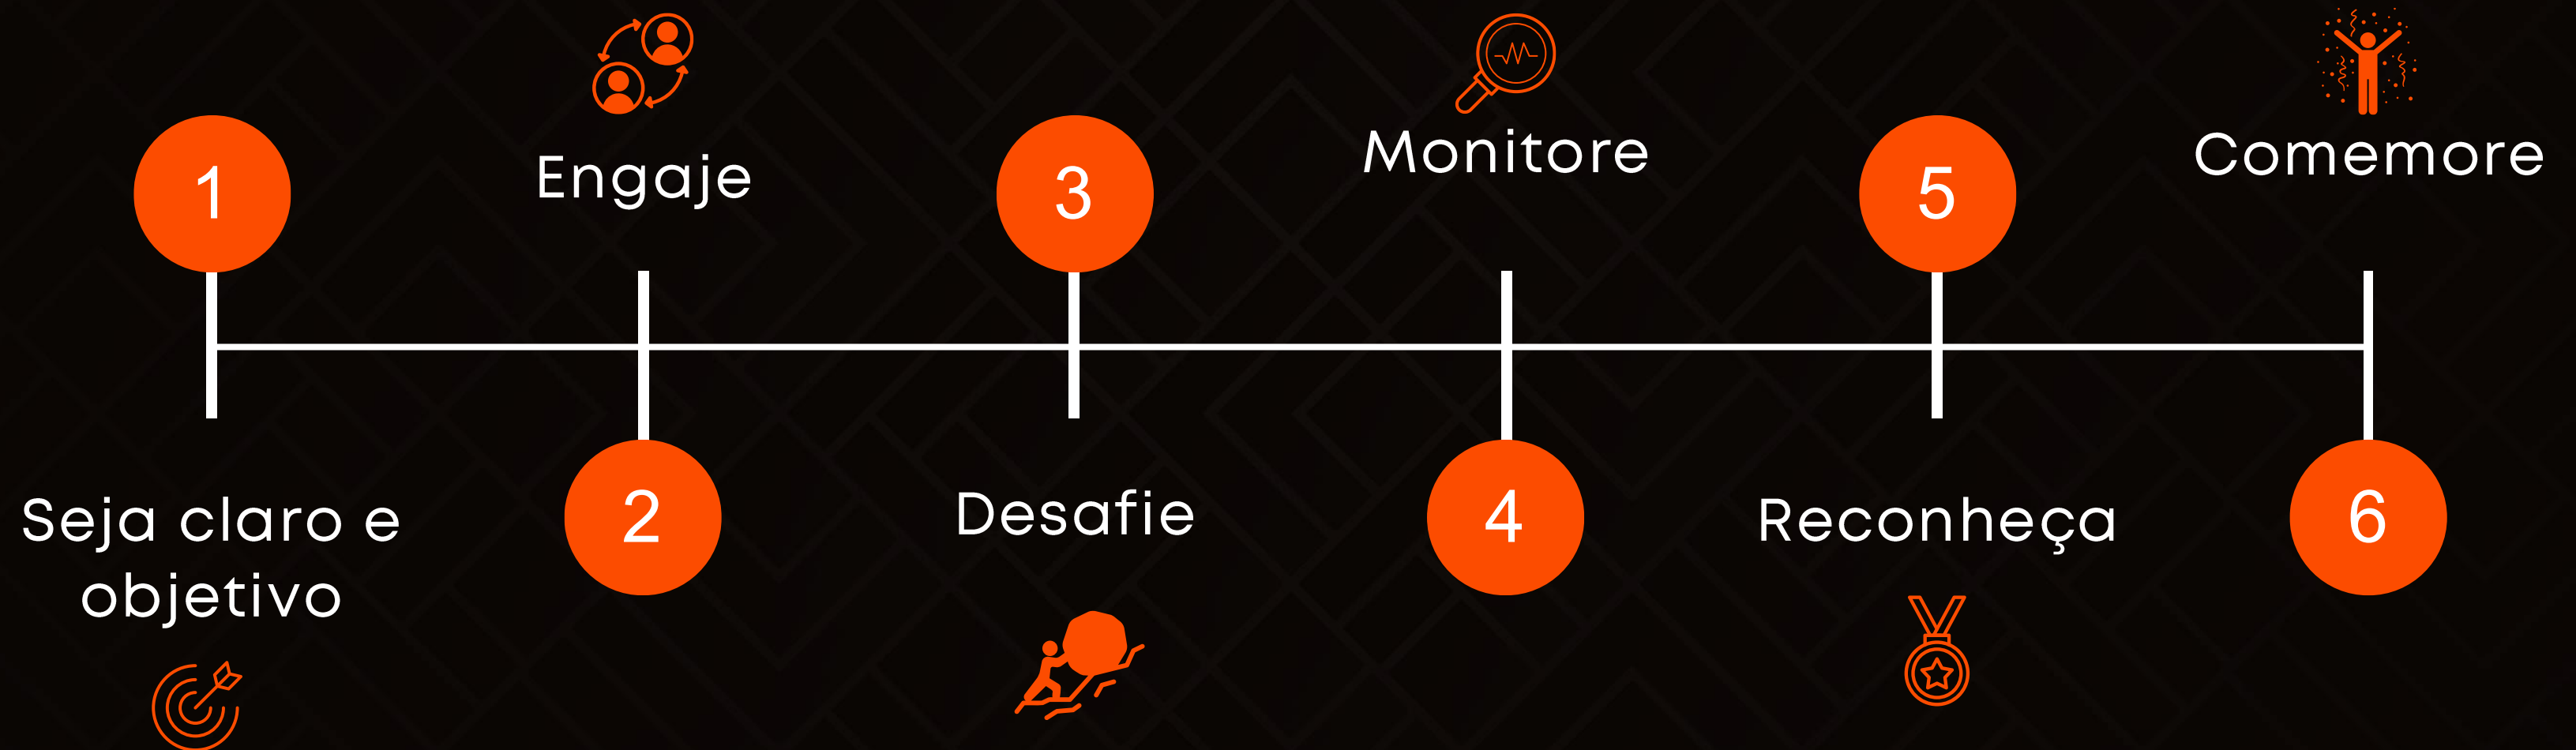 1
Seja claro e
objetivo
Engaje
2
3
Desafie
Monitore
4
5
Reconheça
Comemore
6